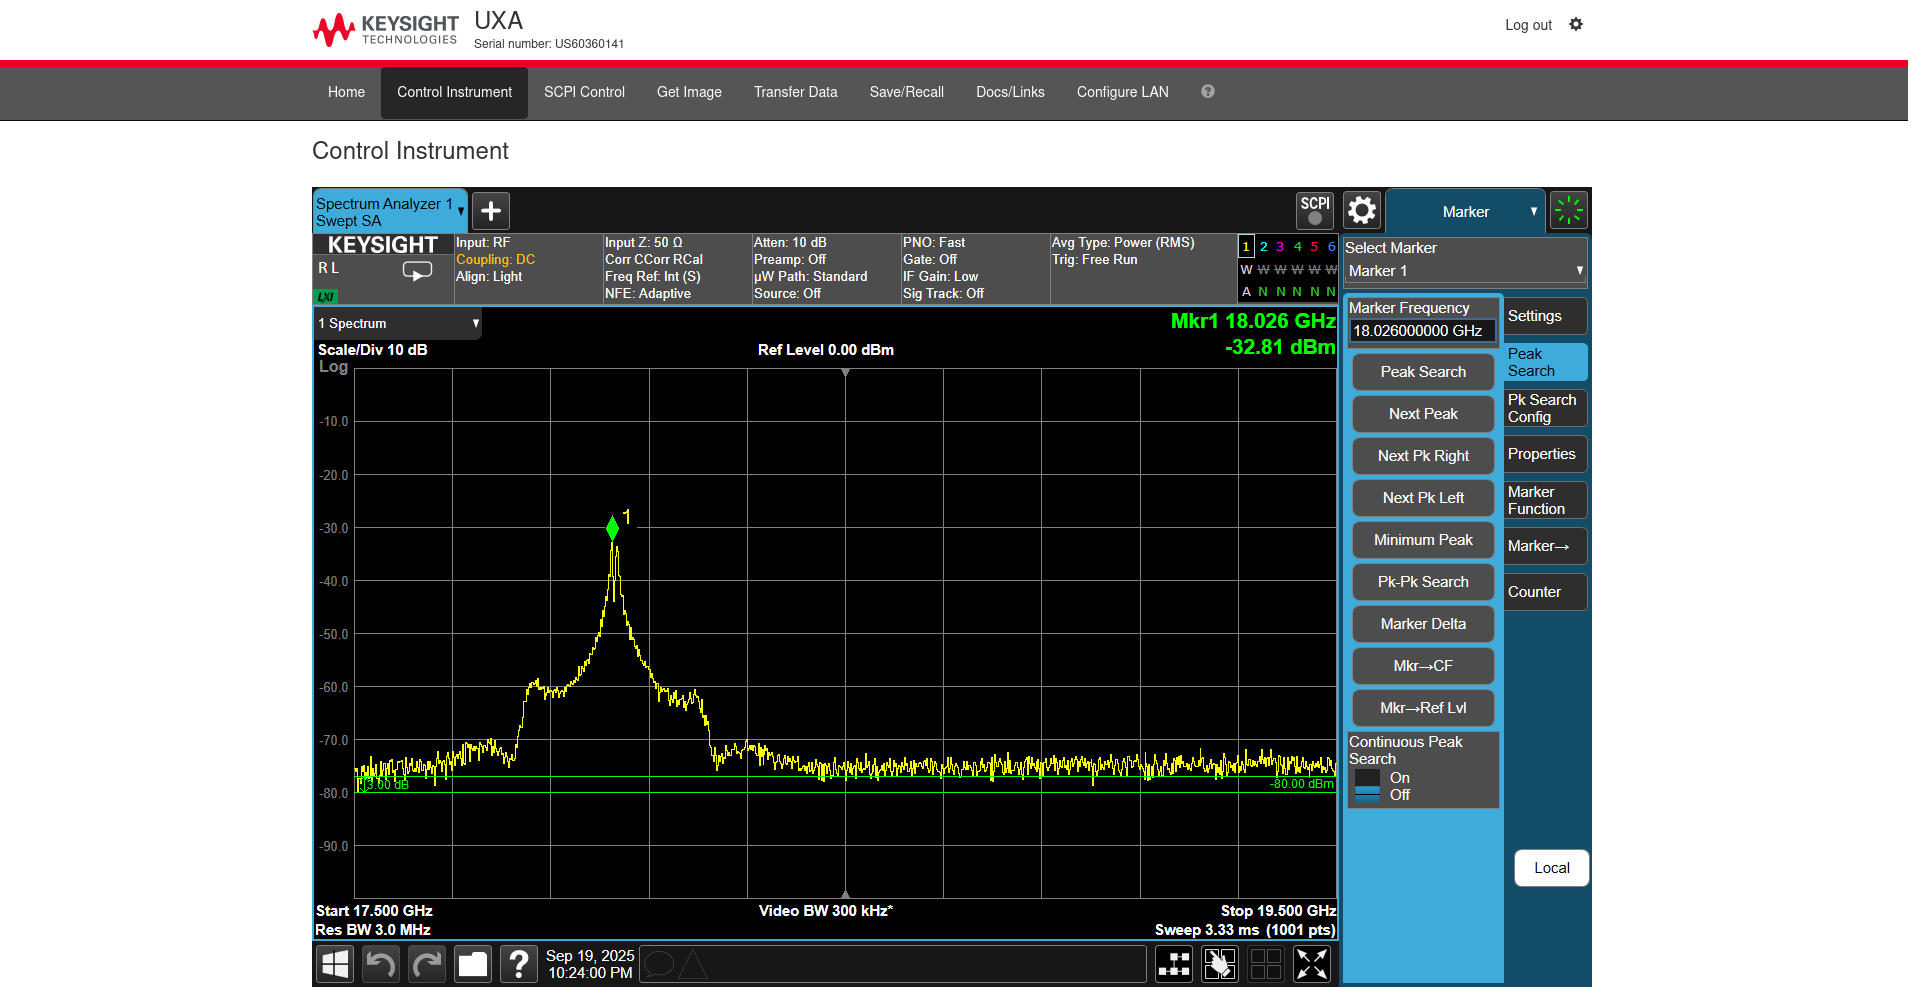 KEYSIGHT
TECHNOLOGIES
UXA
Serial number: US60360141
Log out
Home
Control Instrument
SCPI Control
Get Image
Transfer Data
Save/Recall
Docs/Links
Configure LAN
?
Control Instrument
Spectrum Analyzer 1
Swept SA
SCPI
Marker
KEYSIGHT
R L
LXI
Input: RF
Coupling: DC
Align: Light
Input Z: 50 Ω
Corr CCorr RCal
Freq Ref: Int (S)
NFE: Adaptive
Atten: 10 dB
Preamp: Off
µW Path: Standard
Source: Off
PNO: Fast
Gate: Off
IF Gain: Low
Sig Track: Off
Avg Type: Power (RMS)
Trig: Free Run
1 2 3 4 5 6
W W W W W W
A N N N N N
Select Marker
Marker 1
1 Spectrum
Scale/Div 10 dB
Log
Ref Level 0.00 dBm
Mkr1 18.026 GHz
-32.81 dBm
-10.0
-20.0
-30.0
-40.0
-50.0
-60.0
-70.0
-80.0
-90.0
1
3.00 dB
-80.00 dBm
Start 17.500 GHz
Res BW 3.0 MHz
Video BW 300 kHz*
Stop 19.500 GHz
Sweep 3.33 ms (1001 pts)
Marker Frequency
18.026000000 GHz
Peak Search
Next Peak
Next Pk Right
Next Pk Left
Minimum Peak
Pk-Pk Search
Marker Delta
Mkr→CF
Mkr→Ref Lvl
Continuous Peak
Search
On
Off
Settings
Peak
Search
Pk Search
Config
Properties
Marker
Function
Marker→
Counter
Local
?
Sep 19, 2025
10:24:00 PM